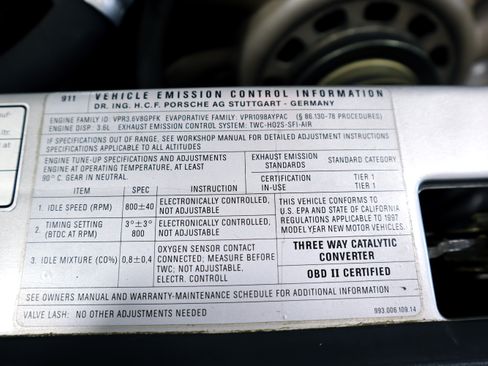 911 VEHICLE EMISSION CONTROL INFORMATION
DR. ING. H.C.F. PORSCHE AG STUTTGART - GERMANY
ENGINE FAMILY ID VPR3.6V8GPFK EVAPORATIVE FAMILY: VPR1098AYPAC (§ 86.130-78 PROCEDURES)
ENGINE DISP: 3.6L EXHAUST EMISSION CONTROL SYSTEM: TWC-HO2S-SFI-AIR
IF SPECIFICATIONS OUT OF RANGE, SEE WORKSHOP MANUAL FOR DETAILED ADJUSTMENT INSTRUCTIONS
SPECIFICATIONS APPLICABLE TO ALL ALTITUDES
ENGINE TUNE-UP SPECIFICATIONS AND ADJUSTMENTS
ENGINE AT OPERATING TEMPERATURE, AT LEAST
90°C. GEAR IN NEUTRAL.
EXHAUST EMISSION STANDARDS STANDARD CATEGORY
CERTIFICATION TIER 1
IN-USE TIER 1
ITEM SPEC INSTRUCTION
1. IDLE SPEED (RPM) 800±40 ELECTRONICALLY CONTROLLED, NOT ADJUSTABLE
2. TIMING SETTING (BTDC AT RPM) 3°±3° 800 ELECTRONICALLY CONTROLLED, NOT ADJUSTABLE
3. IDLE MIXTURE (CO%) 0,8±0,4 OXYGEN SENSOR CONTACT CONNECTED; MEASURE BEFORE TWC; NOT ADJUSTABLE, ELECTR. CONTROLL
THIS VEHICLE CONFORMS TO
U.S. EPA AND STATE OF CALIFORNIA
REGULATIONS APPLICABLE TO 1997
MODEL YEAR NEW MOTOR VEHICLES.
THREE WAY CATALYTIC
CONVERTER
OBD II CERTIFIED
SEE OWNERS MANUAL AND WARRANTY-MAINTENANCE SCHEDULE FOR ADDITIONAL INFORMATION
VALVE LASH: NO OTHER ADJUSTMENTS NEEDED
993.006.109.14